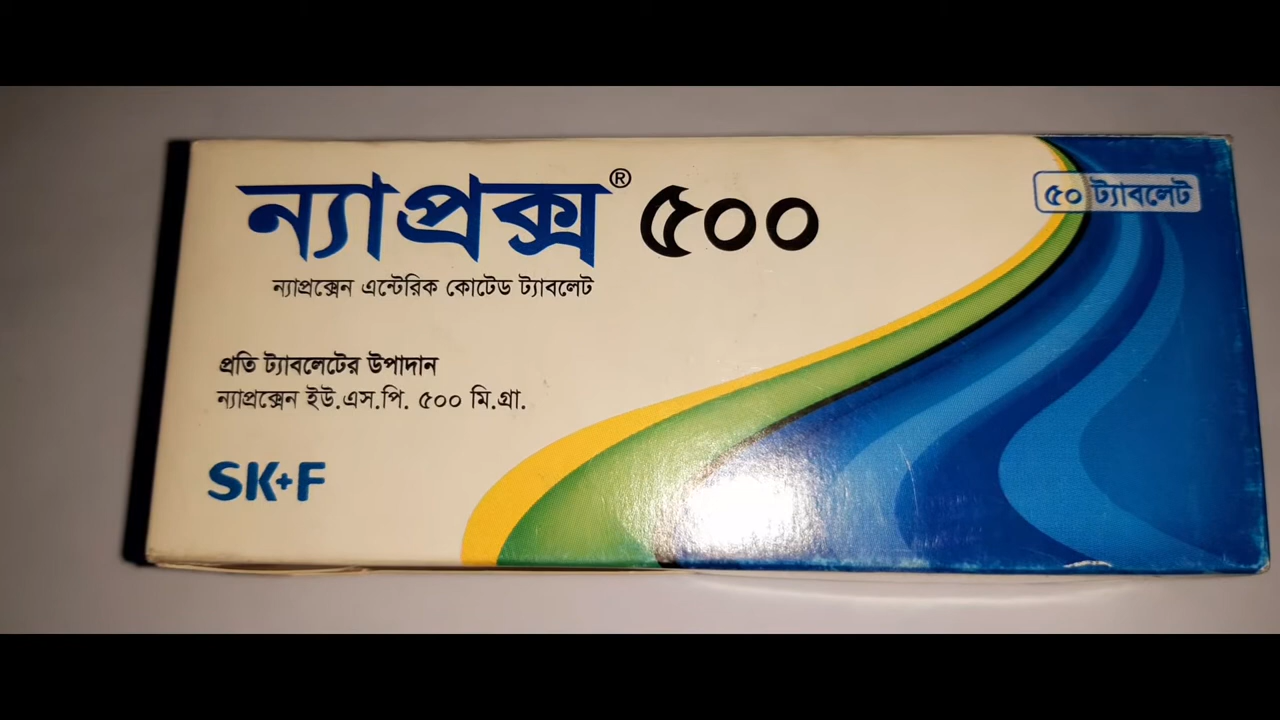 ন্যাপ্রক্স® ৫০০
৫০ ট্যাবলেট
ন্যাপ্রক্সেন এন্টেরিক কোটেড ট্যাবলেট
প্রতি ট্যাবলেটের উপাদান
ন্যাপ্রক্সেন ইউ.এস.পি. ৫০০ মি.গ্রা.
SK+F